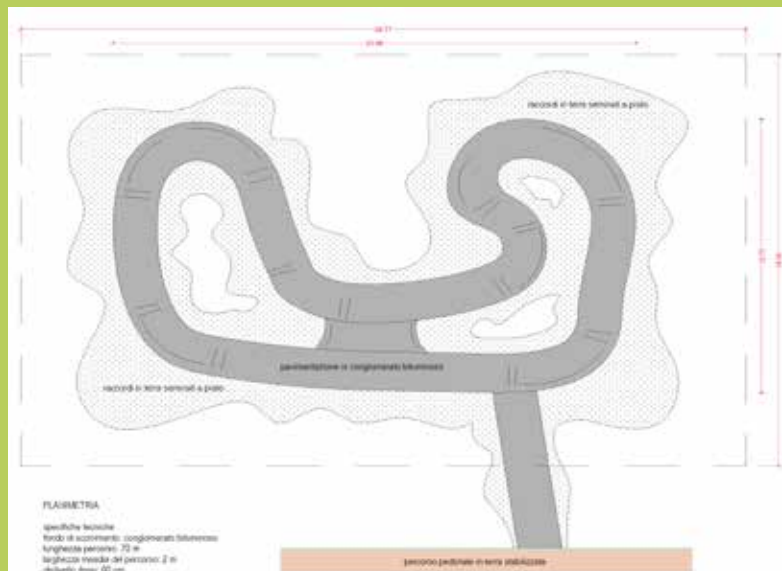 raccordi in terra seminati a prato
pavimentazione in conglomerato bituminoso
raccordi in terra seminati a prato
PLANIMETRIA
specifiche tecniche
fondo di scorrimento: conglomerato bituminoso
lunghezza percorso: 70 m
larghezza media del percorso: 2 m
percorso pedonale in terra stabilizzata